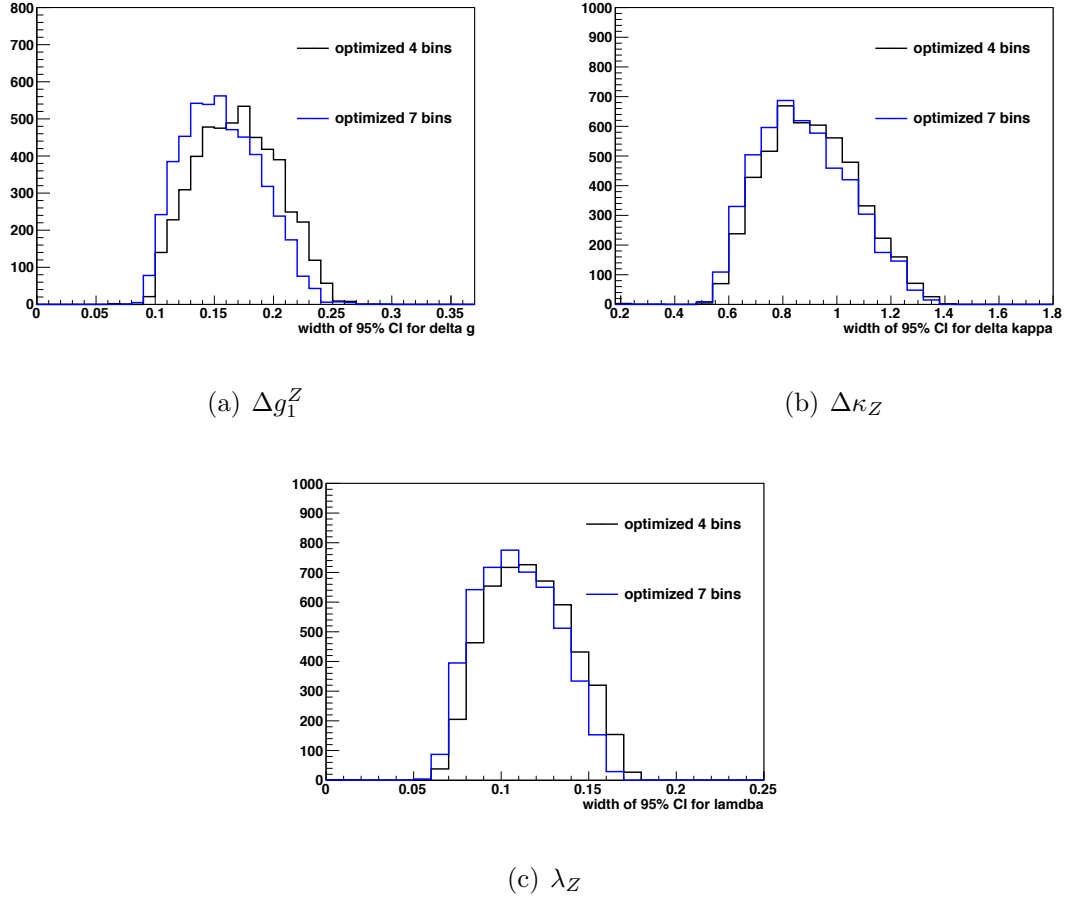 800
700
600
500
400
300
200
100
0
optimized 4 bins
optimized 7 bins
0 0.05 0.1 0.15 0.2 0.25 0.3 0.35
width of 95% CI for delta g
(a) Δg₁ᶻ
1000
900
800
700
600
500
400
300
200
100
0
optimized 4 bins
optimized 7 bins
0.2 0.4 0.6 0.8 1 1.2 1.4 1.6 1.8
width of 95% CI for delta kappa
(b) Δκ_Z
1000
900
800
700
600
500
400
300
200
100
0
optimized 4 bins
optimized 7 bins
0 0.05 0.1 0.15 0.2 0.25
width of 95% CI for lamdba
(c) λ_Z